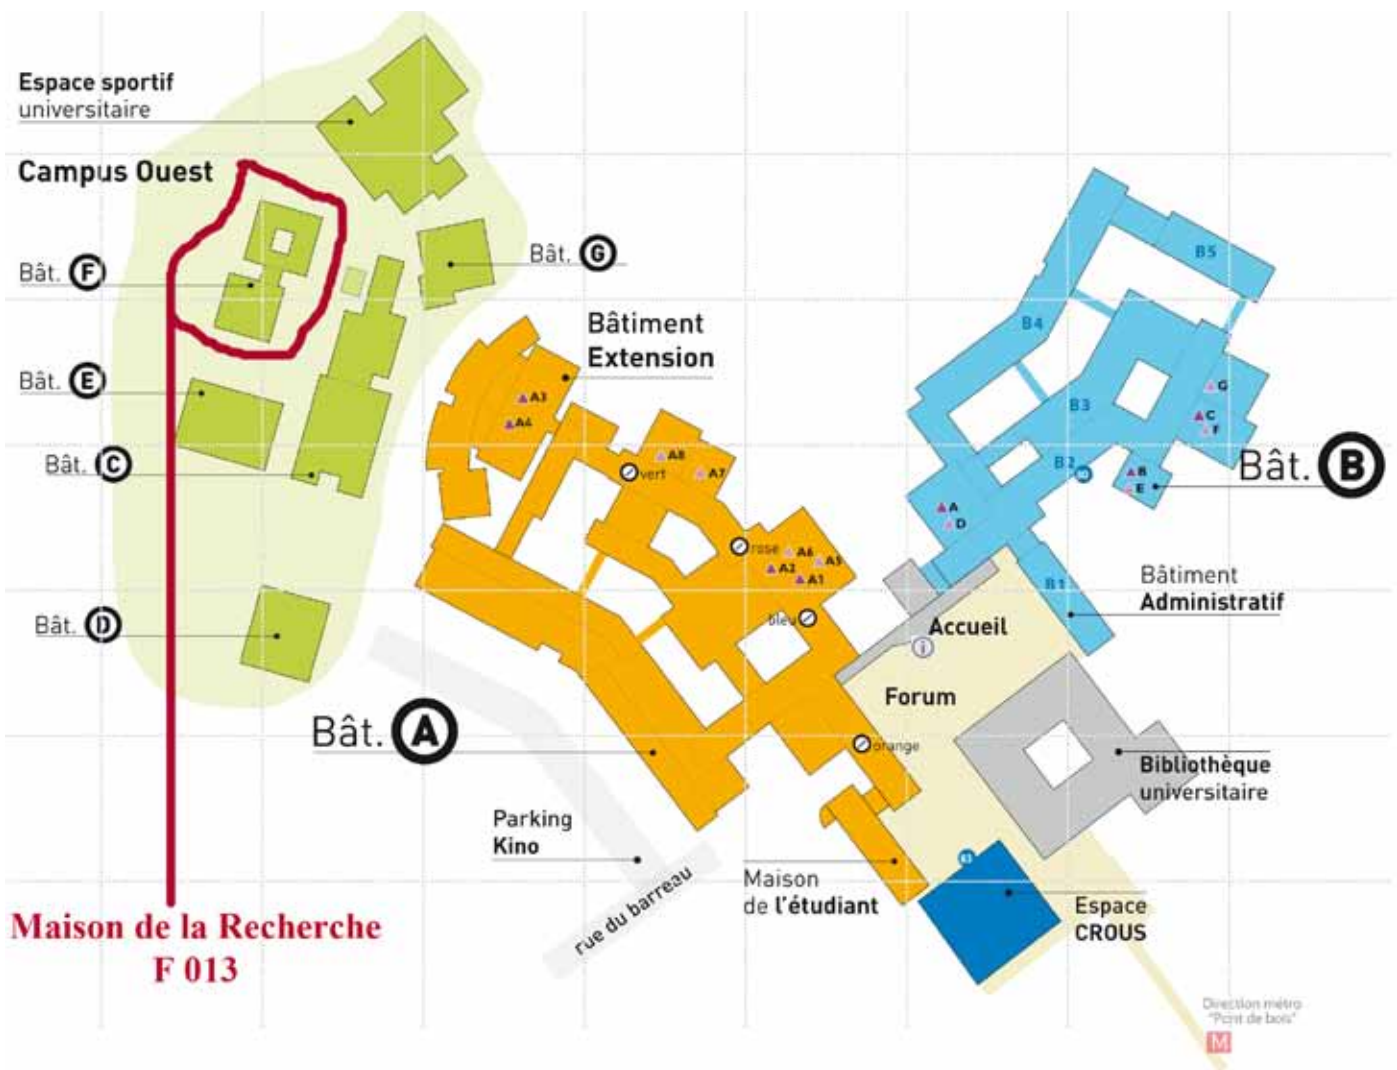 Espace sportif
universitaire
Campus Ouest
Bât. F
Bât. G
Bât. E
Bât. C
Bât. D
Bâtiment
Extension
A3
A4
A8
A7
vert
rose
A6
A5
A2
A1
bleu
orange
Bât. A
B5
B4
B3
B2
B1
G
C
F
B
E
A
D
Bât. B
Bâtiment
Administratif
Accueil
i
Forum
Bibliothèque
universitaire
Parking
Kino
rue du barreau
Maison
de l'étudiant
Espace
CROUS
Maison de la Recherche
F 013
Direction métro
"Pont de bois"
M